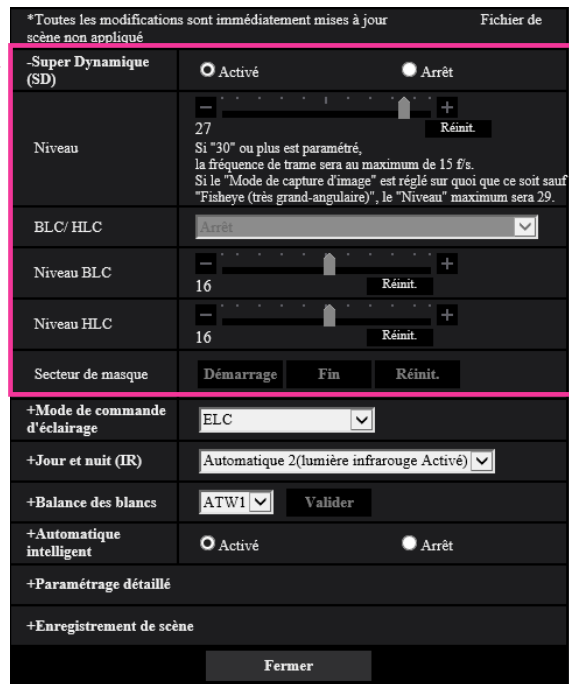 *Toutes les modifications sont immédiatement mises à jour Fichier de
scène non appliqué
-Super Dynamique
(SD)
Activé Arrêt
Niveau
− +
27 Réinit.
Si "30" ou plus est paramétré,
la fréquence de trame sera au maximum de 15 f/s.
Si le "Mode de capture d'image" est réglé sur quoi que ce soit sauf
"Fisheye (très grand-angulaire)", le "Niveau" maximum sera 29.
BLC/ HLC Arrêt
Niveau BLC
− +
16 Réinit.
Niveau HLC
− +
16 Réinit.
Secteur de masque Démarrage Fin Réinit.
+Mode de commande
d'éclairage
ELC
+Jour et nuit (IR) Automatique 2(lumière infrarouge Activé)
+Balance des blancs ATW1 Valider
+Automatique
intelligent
Activé Arrêt
+Paramétrage détaillé
+Enregistrement de scène
Fermer